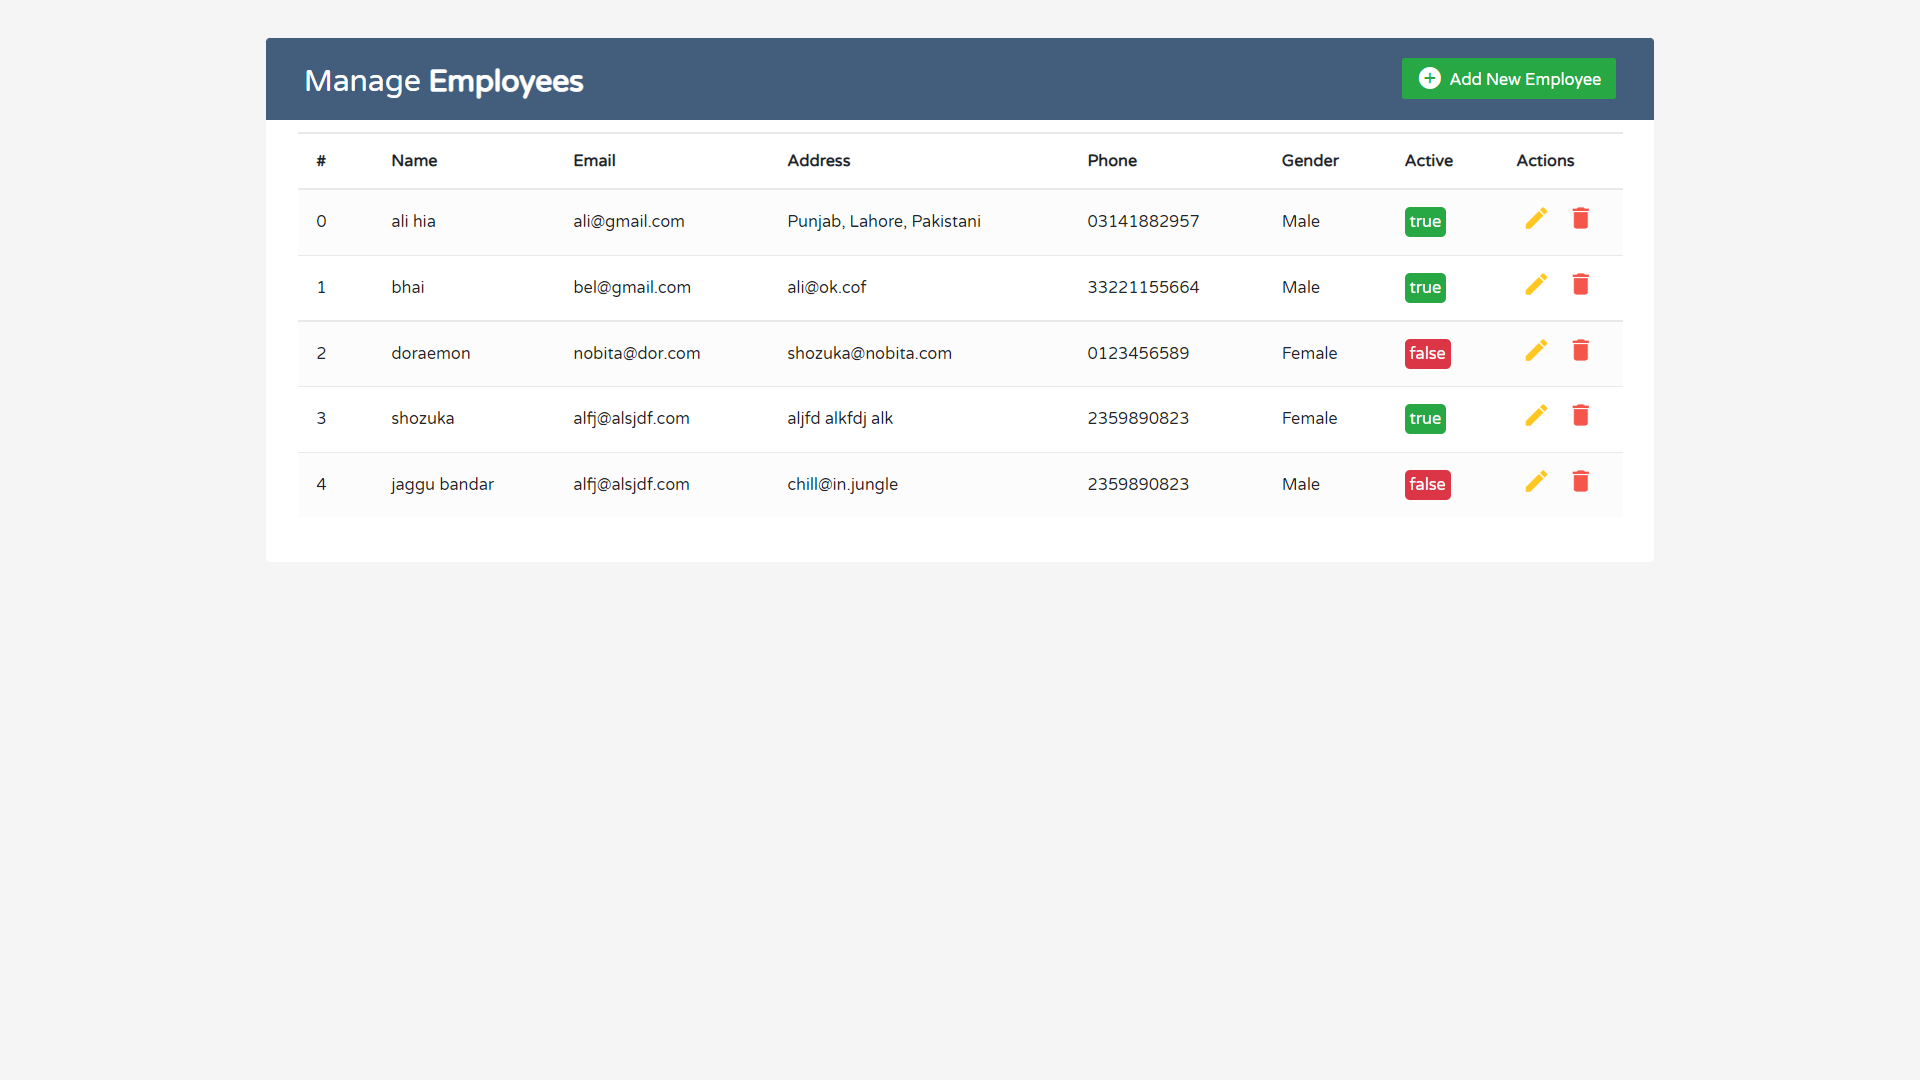 Manage Employees
Add New Employee
# Name Email Address Phone Gender Active Actions
0 ali hia ali@gmail.com Punjab, Lahore, Pakistani 03141882957 Male true
1 bhai bel@gmail.com ali@ok.cof 33221155664 Male true
2 doraemon nobita@dor.com shozuka@nobita.com 0123456589 Female false
3 shozuka alfj@alsjdf.com aljfd alkfdj alk 2359890823 Female true
4 jaggu bandar alfj@alsjdf.com chill@in.jungle 2359890823 Male false